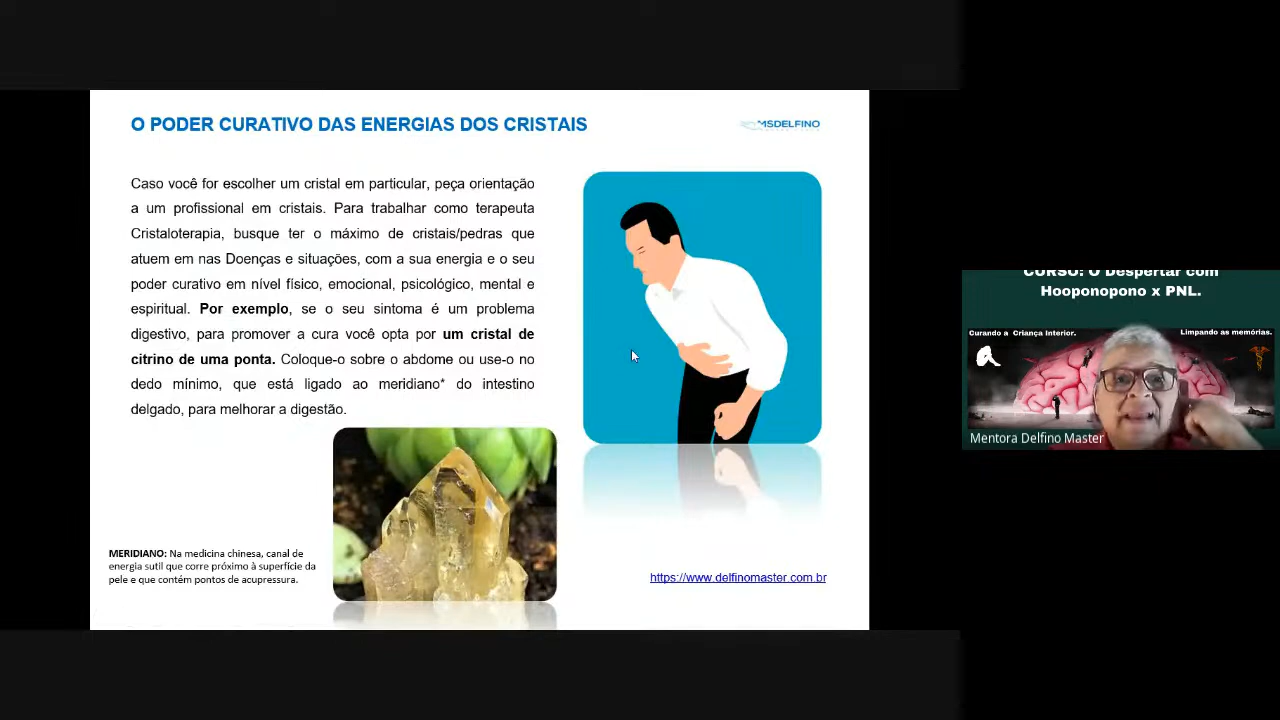 O PODER CURATIVO DAS ENERGIAS DOS CRISTAIS
MSDELFINO
Caso você for escolher um cristal em particular, peça orientação
a um profissional em cristais. Para trabalhar como terapeuta
Cristaloterapia, busque ter o máximo de cristais/pedras que
atuem em nas Doenças e situações, com a sua energia e o seu
poder curativo em nível físico, emocional, psicológico, mental e
espiritual. Por exemplo, se o seu sintoma é um problema
digestivo, para promover a cura você opta por um cristal de
citrino de uma ponta. Coloque-o sobre o abdome ou use-o no
dedo mínimo, que está ligado ao meridiano* do intestino
delgado, para melhorar a digestão.
MERIDIANO: Na medicina chinesa, canal de
energia sutil que corre próximo à superfície da
pele e que contém pontos de acupressura.
https://www.delfinomaster.com.br
CURSO: O Despertar com
Hooponopono x PNL.
Curando a Criança Interior.
Limpando as memórias.
Mentora Delfino Master